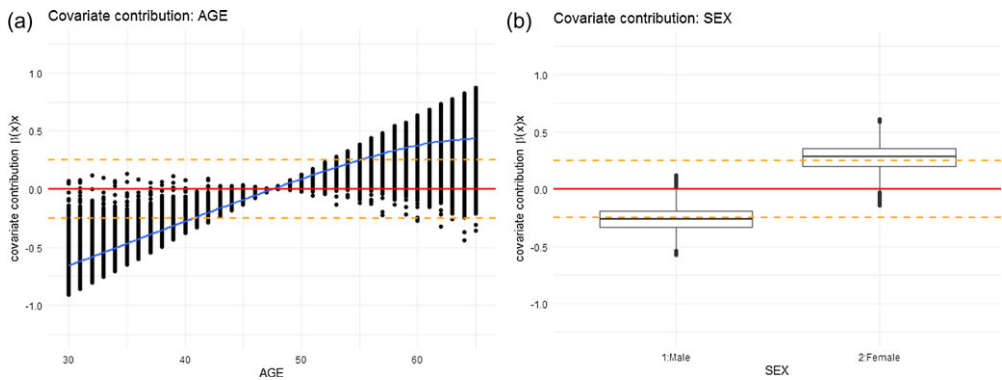 (a)
Covariate contribution: AGE
covariate contribution ||l(x)x
1.0
0.5
0.0
-0.5
-1.0
30
40
50
60
AGE
(b)
Covariate contribution: SEX
covariate contribution ||l(x)x
1.0
0.5
0.0
-0.5
-1.0
1:Male
2:Female
SEX